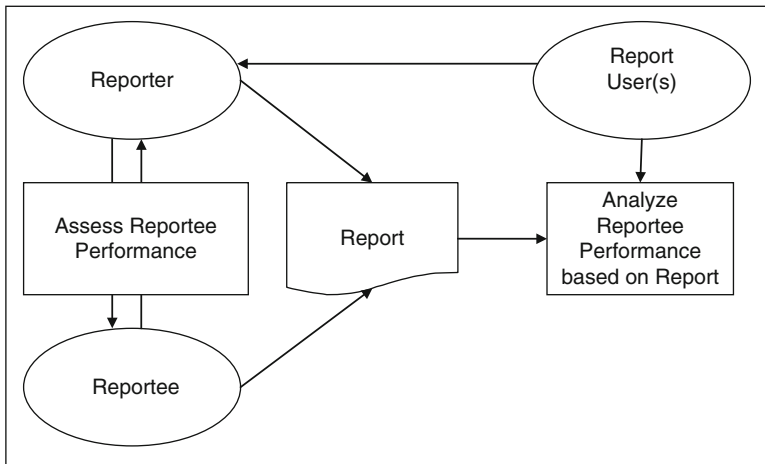 Reporter
Report
User(s)
Assess Reportee
Performance
Report
Analyze
Reportee
Performance
based on Report
Reportee